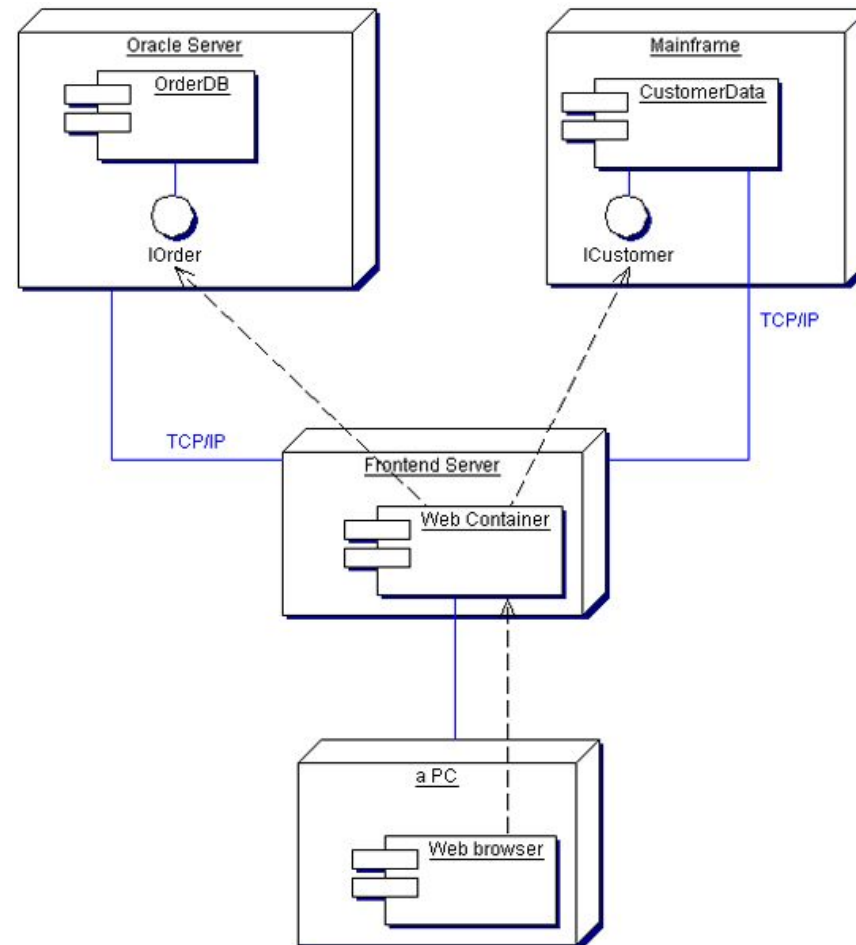 Oracle Server
OrderDB
IOrder
Mainframe
CustomerData
ICustomer
TCP/IP
TCP/IP
Frontend Server
Web Container
a PC
Web browser